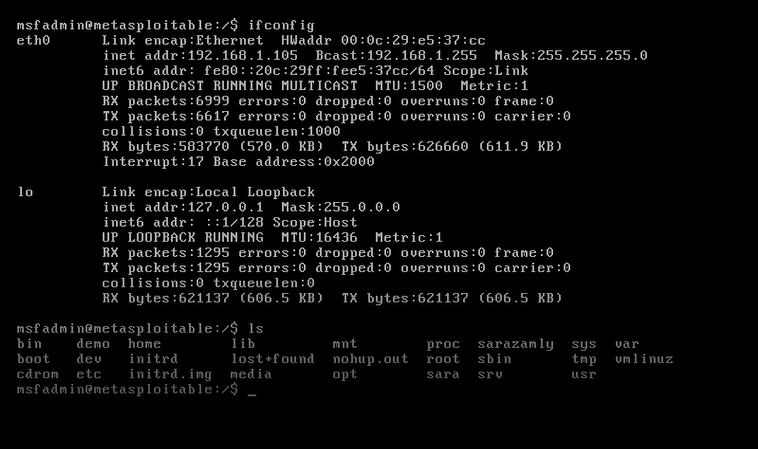 msfadmin@metasploitable:/$ ifconfig
eth0      Link encap:Ethernet  HWaddr 00:0c:29:e5:37:cc
          inet addr:192.168.1.105  Bcast:192.168.1.255  Mask:255.255.255.0
          inet6 addr: fe80::20c:29ff:fee5:37cc/64 Scope:Link
          UP BROADCAST RUNNING MULTICAST  MTU:1500  Metric:1
          RX packets:6999 errors:0 dropped:0 overruns:0 frame:0
          TX packets:6617 errors:0 dropped:0 overruns:0 carrier:0
          collisions:0 txqueuelen:1000
          RX bytes:583770 (570.0 KB)  TX bytes:626660 (611.9 KB)
          Interrupt:17 Base address:0x2000

lo        Link encap:Local Loopback
          inet addr:127.0.0.1  Mask:255.0.0.0
          inet6 addr: ::1/128 Scope:Host
          UP LOOPBACK RUNNING  MTU:16436  Metric:1
          RX packets:1295 errors:0 dropped:0 overruns:0 frame:0
          TX packets:1295 errors:0 dropped:0 overruns:0 carrier:0
          collisions:0 txqueuelen:0
          RX bytes:621137 (606.5 KB)  TX bytes:621137 (606.5 KB)

msfadmin@metasploitable:/$ ls
bin    demo  home        lib         mnt        proc  sarazamly  sys  var
boot   dev   initrd      lost+found  nohup.out  root  sbin       tmp  vmlinuz
cdrom  etc   initrd.img  media       opt        sara  srv        usr
msfadmin@metasploitable:/$ _